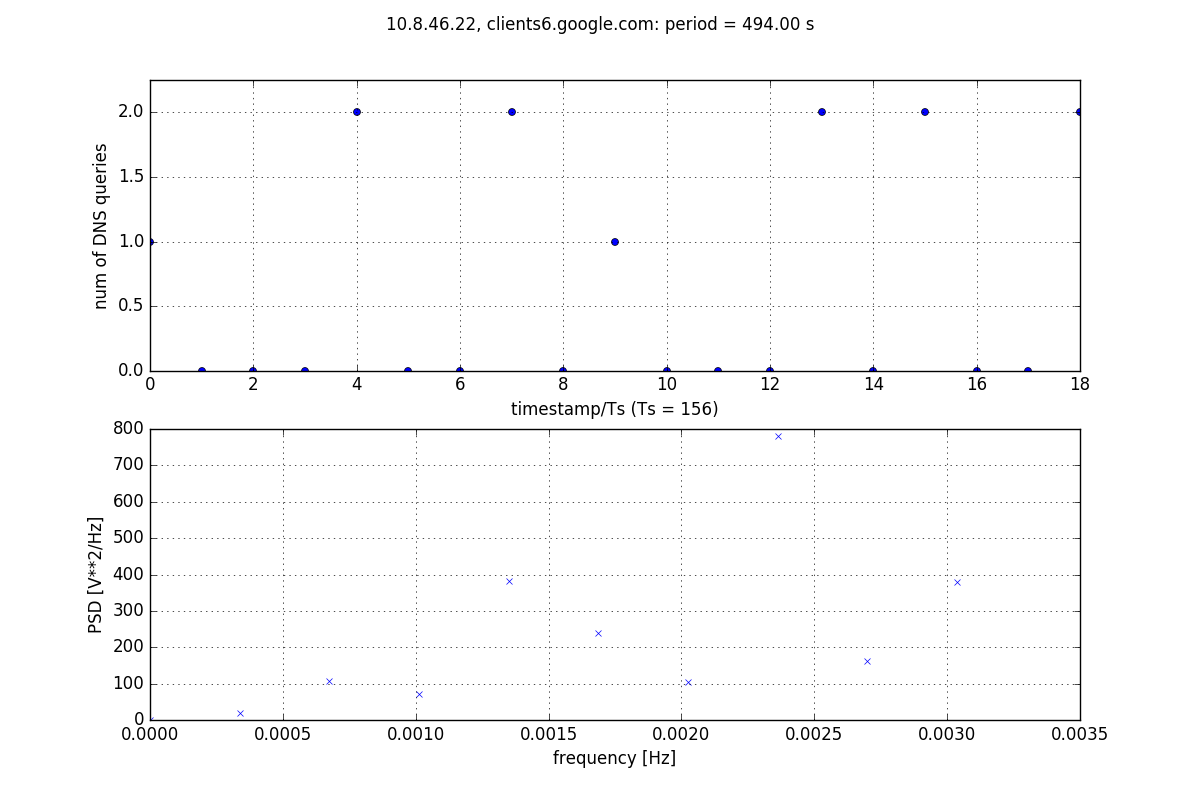 10.8.46.22, clients6.google.com: period = 494.00 s
2.0
1.5
1.0
0.5
0.0
num of DNS queries
0 2 4 6 8 10 12 14 16 18
timestamp/Ts (Ts = 156)
800
700
600
500
400
300
200
100
0
PSD [V**2/Hz]
0.0000 0.0005 0.0010 0.0015 0.0020 0.0025 0.0030 0.0035
frequency [Hz]